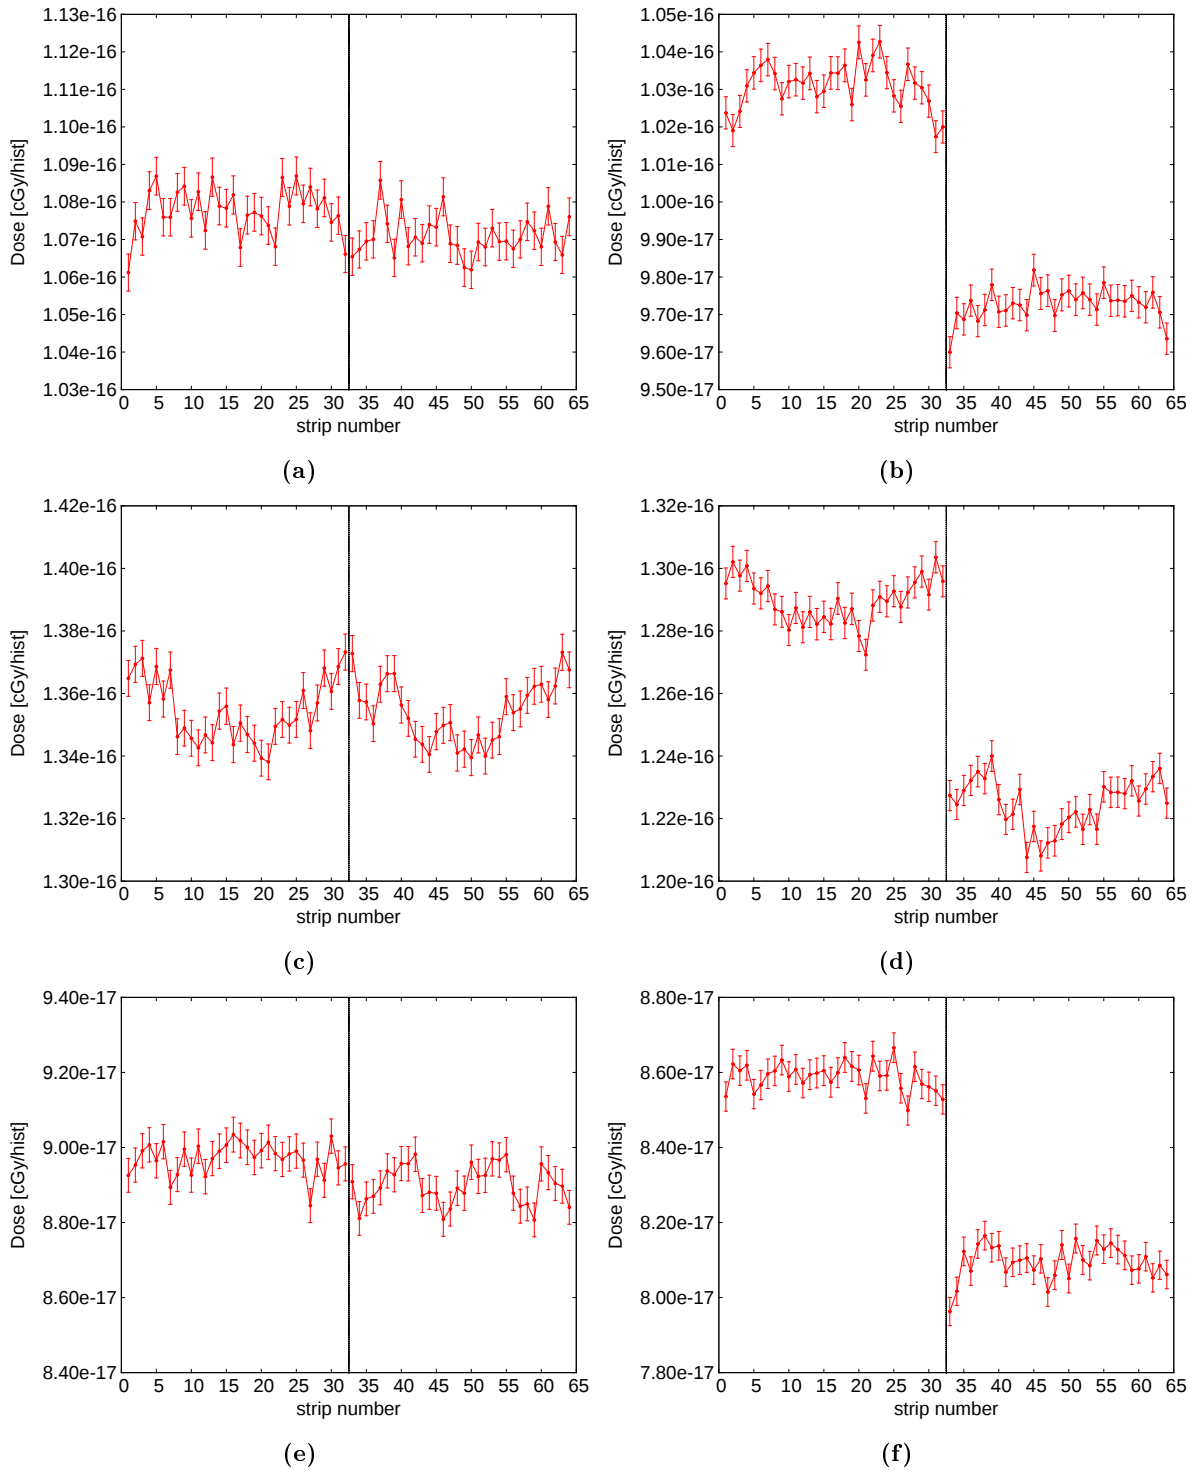 1.13e-16
1.12e-16
1.11e-16
1.10e-16
1.09e-16
1.08e-16
1.07e-16
1.06e-16
1.05e-16
1.04e-16
1.03e-16
Dose [cGy/hist]
0 5 15 20 25 30 35 40 45 50 55 60 65
strip number
(a)
1.05e-16
1.04e-16
1.03e-16
1.02e-16
1.01e-16
1.00e-16
9.90e-17
9.80e-17
9.70e-17
9.60e-17
9.50e-17
Dose [cGy/hist]
0 5 15 20 25 30 35 40 45 50 55 60 65
strip number
(b)
1.42e-16
1.40e-16
1.38e-16
1.36e-16
1.34e-16
1.32e-16
1.30e-16
Dose [cGy/hist]
0 5 15 20 25 30 35 40 45 50 55 60 65
strip number
(c)
1.32e-16
1.30e-16
1.28e-16
1.26e-16
1.24e-16
1.22e-16
1.20e-16
Dose [cGy/hist]
0 5 15 20 25 30 35 40 45 50 55 60 65
strip number
(d)
9.40e-17
9.20e-17
9.00e-17
8.80e-17
8.60e-17
8.40e-17
Dose [cGy/hist]
0 5 15 20 25 30 35 40 45 50 55 60 65
strip number
(e)
8.80e-17
8.60e-17
8.40e-17
8.20e-17
8.00e-17
7.80e-17
Dose [cGy/hist]
0 5 15 20 25 30 35 40 45 50 55 60 65
strip number
(f)